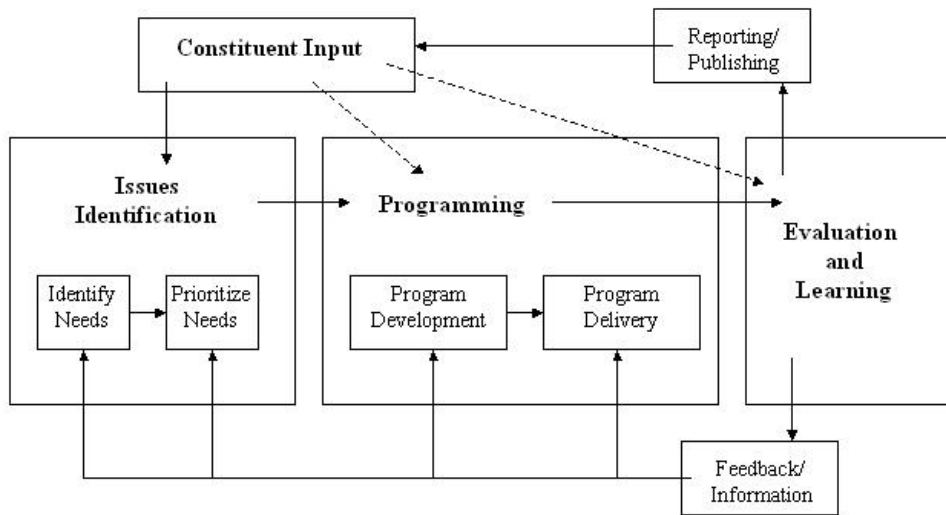 Constituent Input
Reporting/
Publishing
Issues
Identification
Programming
Evaluation
and
Learning
Identify
Needs
Prioritize
Needs
Program
Development
Program
Delivery
Feedback/
Information